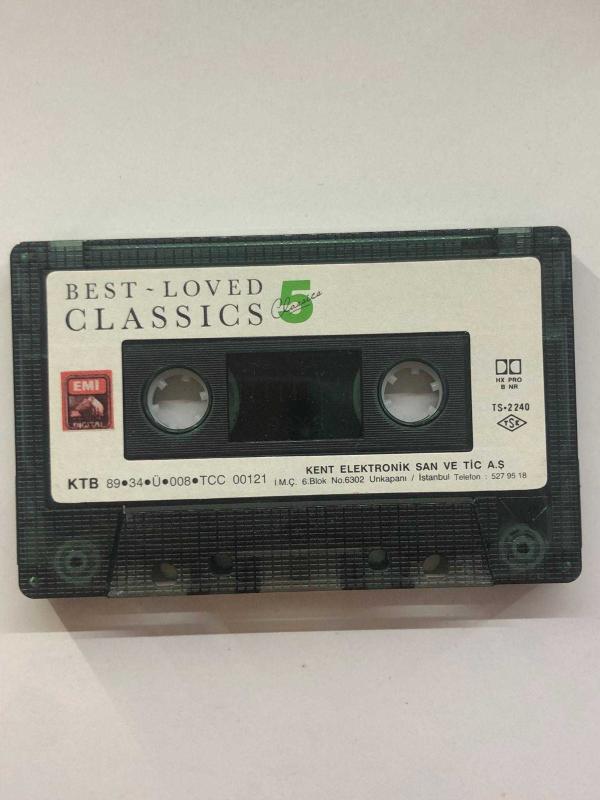 BEST ~ LOVED
CLASSICS 5
Classics
EMI
DIGITAL
HX PRO
B NR
TS•2240
TSK
KENT ELEKTRONİK SAN VE TİC A.Ş
KTB 89•34•Ü•008•TCC 00121
İ.M.Ç. 6.Blok No.6302 Unkapanı / İstanbul Telefon : 527 95 18